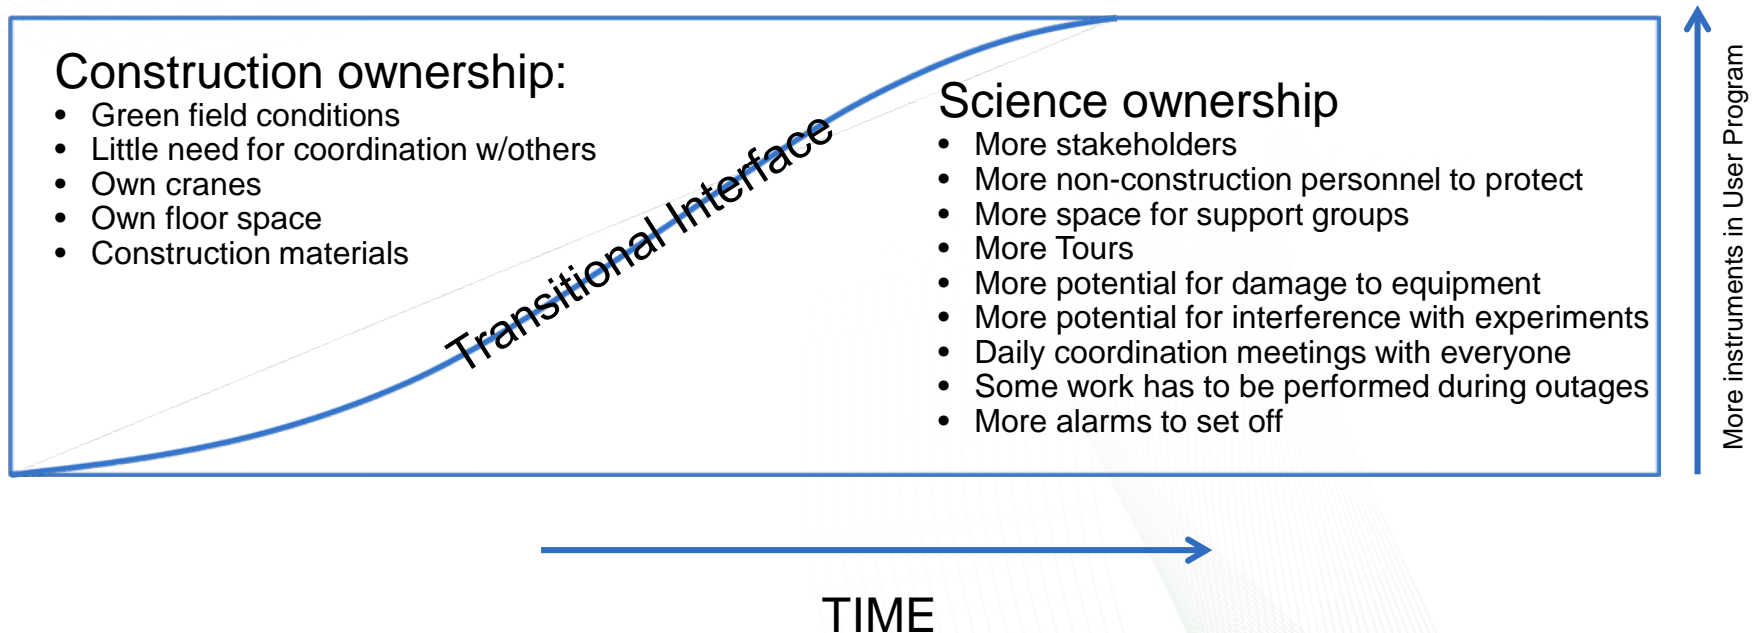 Construction ownership:
• Green field conditions
• Little need for coordination w/others
• Own cranes
• Own floor space
• Construction materials
Transitional Interface
Science ownership
• More stakeholders
• More non-construction personnel to protect
• More space for support groups
• More Tours
• More potential for damage to equipment
• More potential for interference with experiments
• Daily coordination meetings with everyone
• Some work has to be performed during outages
• More alarms to set off
More instruments in User Program
TIME